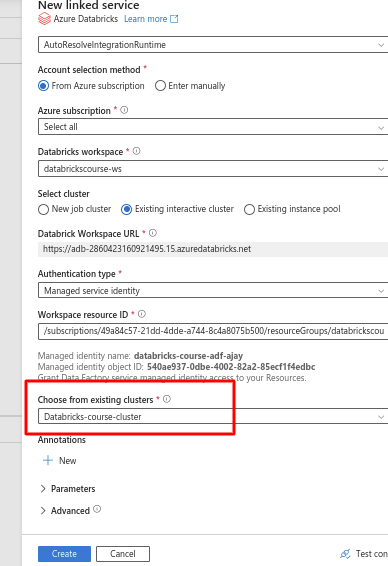 New linked service
Azure Databricks Learn more
AutoResolveIntegrationRuntime
Account selection method *
From Azure subscription Enter manually
Azure subscription *
Select all
Databricks workspace *
databrickscourse-ws
Select cluster
New job cluster Existing interactive cluster Existing instance pool
Databrick Workspace URL *
https://adb-2860423160921495.15.azuredatabricks.net
Authentication type *
Managed service identity
Workspace resource ID *
/subscriptions/49a84c57-21dd-4dde-a744-8c4a8075b500/resourceGroups/databrickscou
Managed identity name: databricks-course-adf-ajay
Managed identity object ID: 540ae937-0dbe-4002-82a2-85ecf1f4edbc
Grant Data Factory service managed identity access to your Resources.
Choose from existing clusters *
Databricks-course-cluster
Annotations
New
Parameters
Advanced
Create Cancel Test con